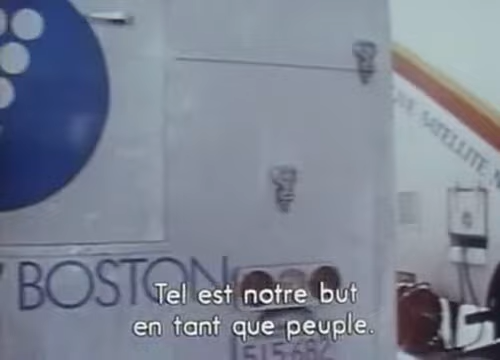 SATELLITE
BOSTON
Tel est notre but
en tant que peuple.